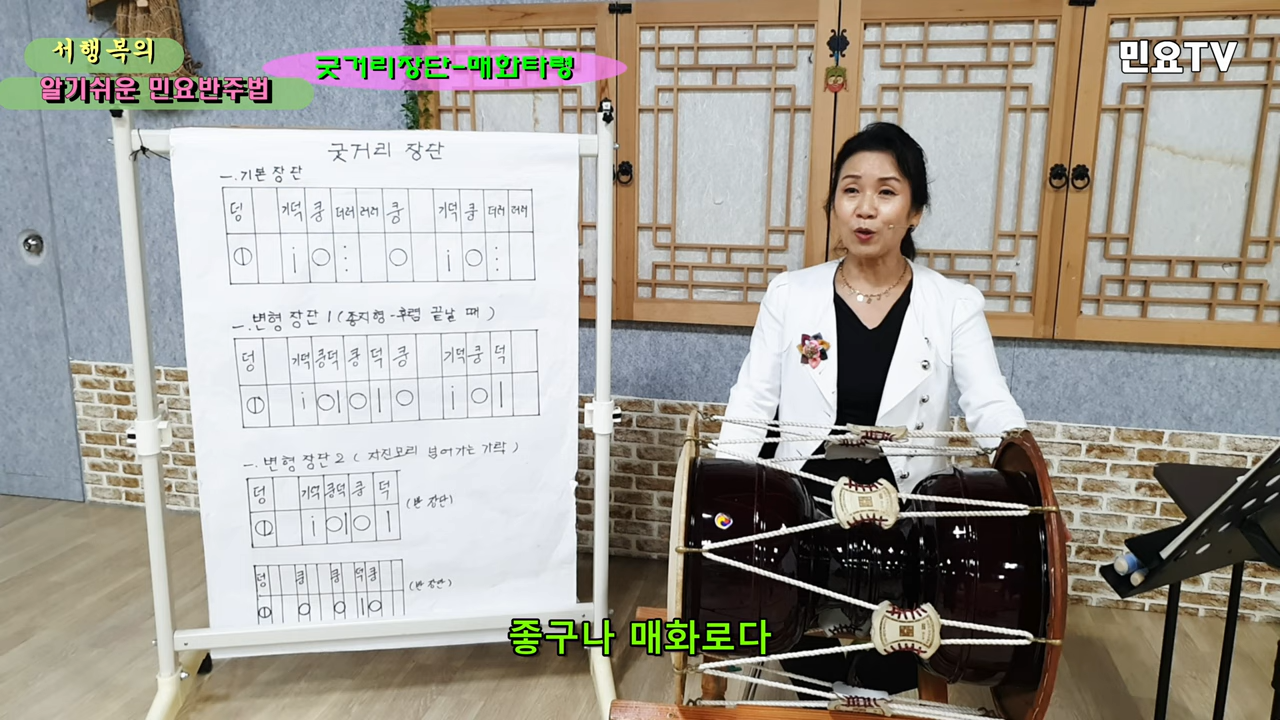 서행복의
알기쉬운 민요반주법
굿거리장단-매화타령
민요TV
굿거리 장단
一.기본장단
덩 기덕 쿵 더러 러러 쿵 기덕 쿵 더러 러러
一.변형장단1(종지형-후렴 끝날 때)
덩 기덕 쿵덕 쿵 덕 쿵 기덕 쿵 덕
一.변형장단2(자진모리 넘어가는 가락)
덩 기덕 쿵덕 쿵 덕
(반 장단)
덩 쿵 쿵 덕쿵
(반 장단)
좋구나 매화로다